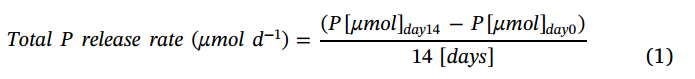 Total P release rate (μmol d⁻¹) = (P[μmol]day14 − P[μmol]day0) / 14 [days] (1)